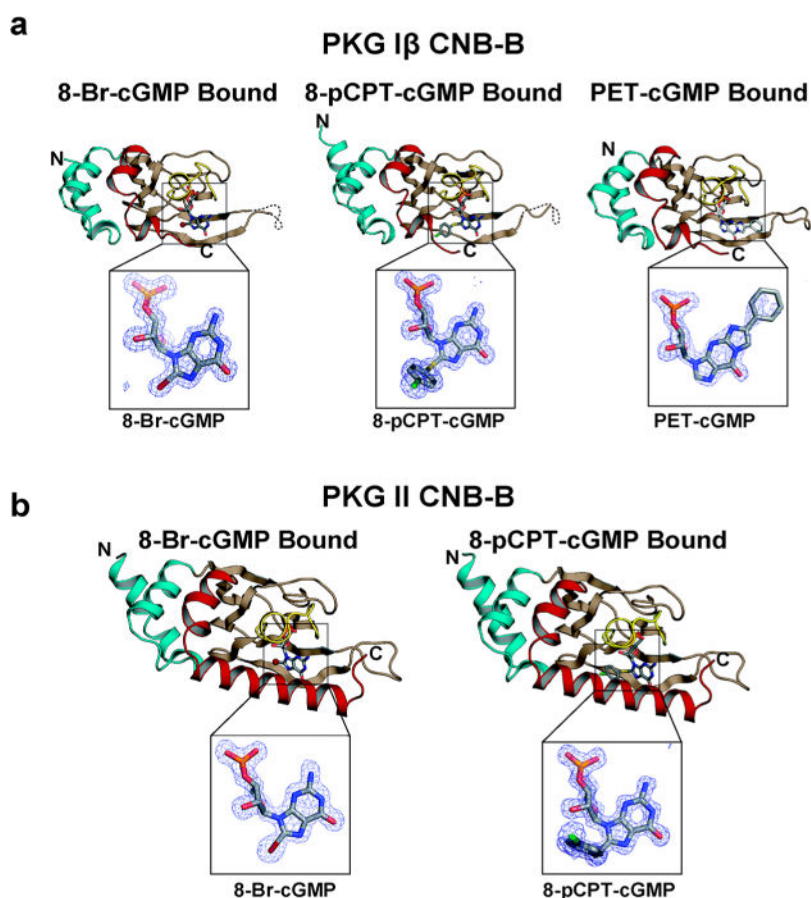 a
PKG Iβ CNB-B
8-Br-cGMP Bound
8-pCPT-cGMP Bound
PET-cGMP Bound
N
N
N
C
C
C
8-Br-cGMP
8-pCPT-cGMP
PET-cGMP
b
PKG II CNB-B
8-Br-cGMP Bound
8-pCPT-cGMP Bound
N
N
C
C
8-Br-cGMP
8-pCPT-cGMP